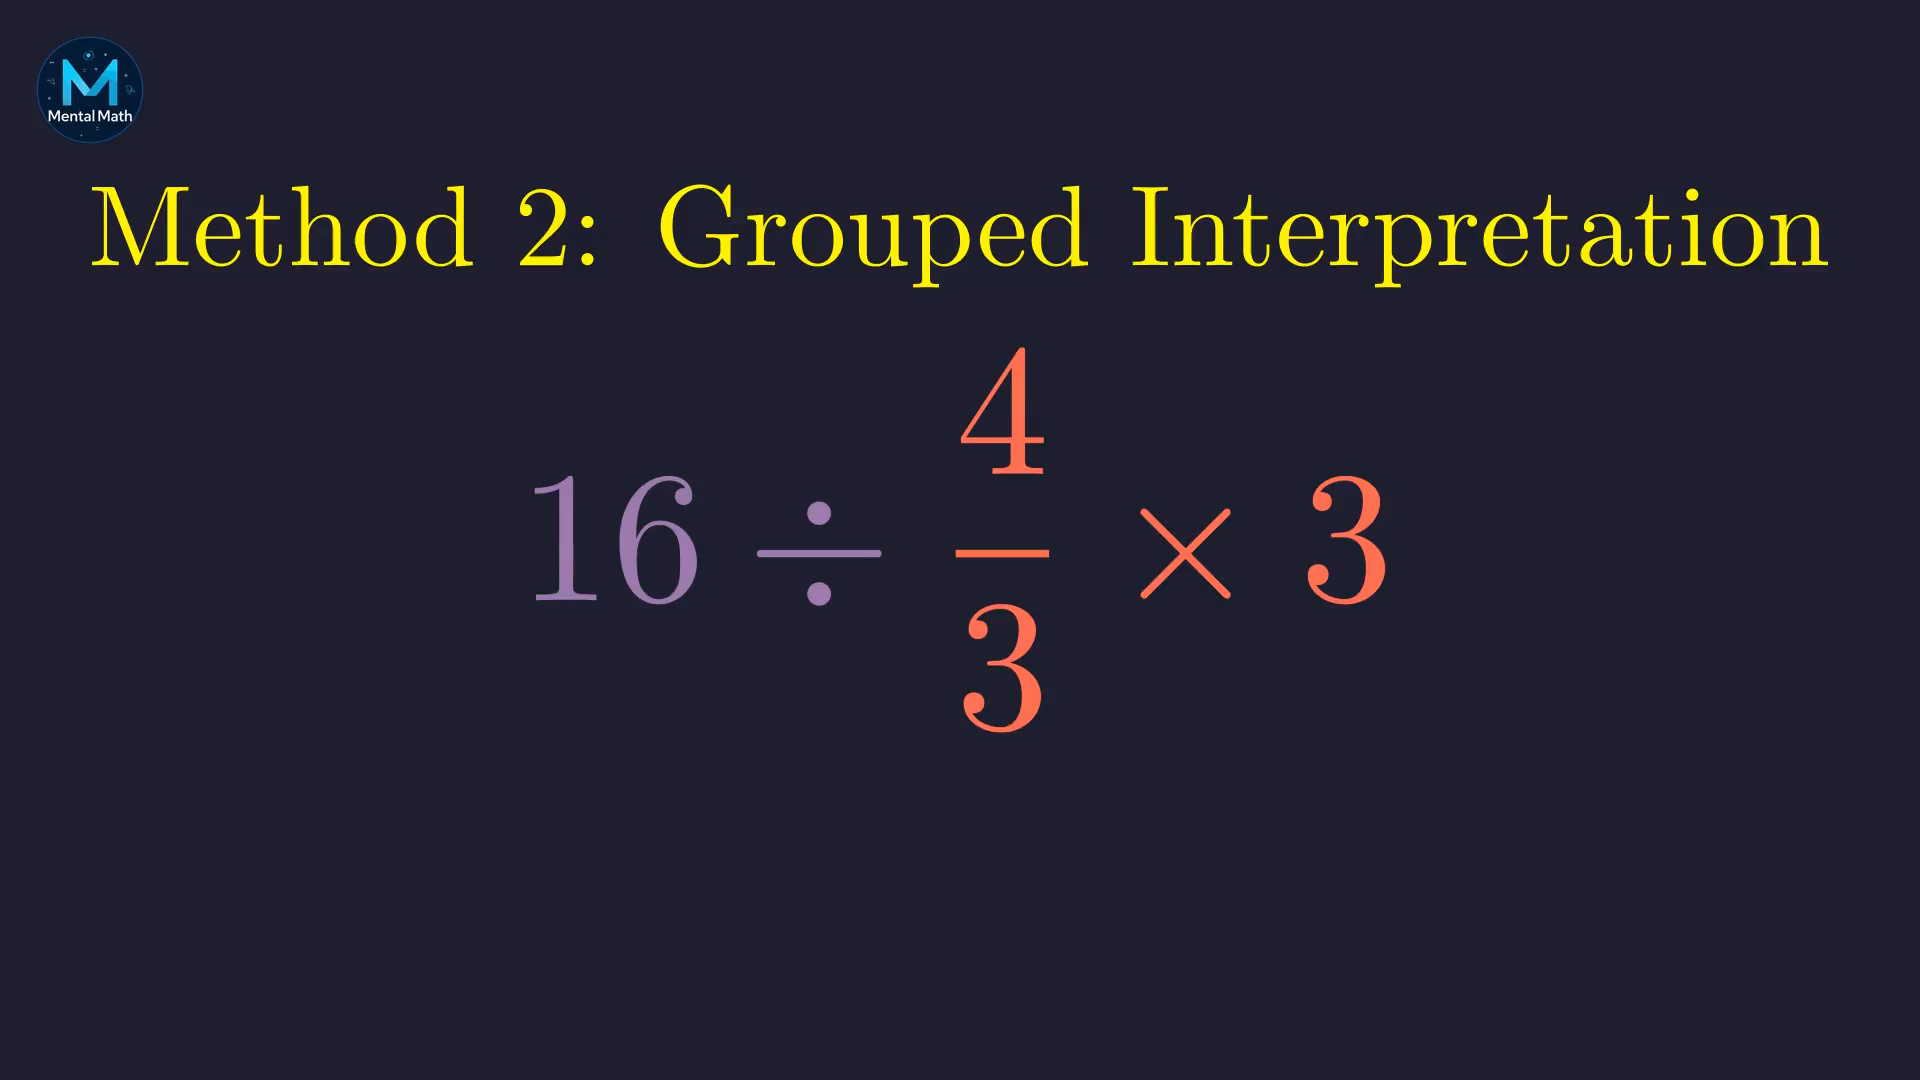 M
Mental Math
Method 2: Grouped Interpretation
16 ÷ 4/3 × 3